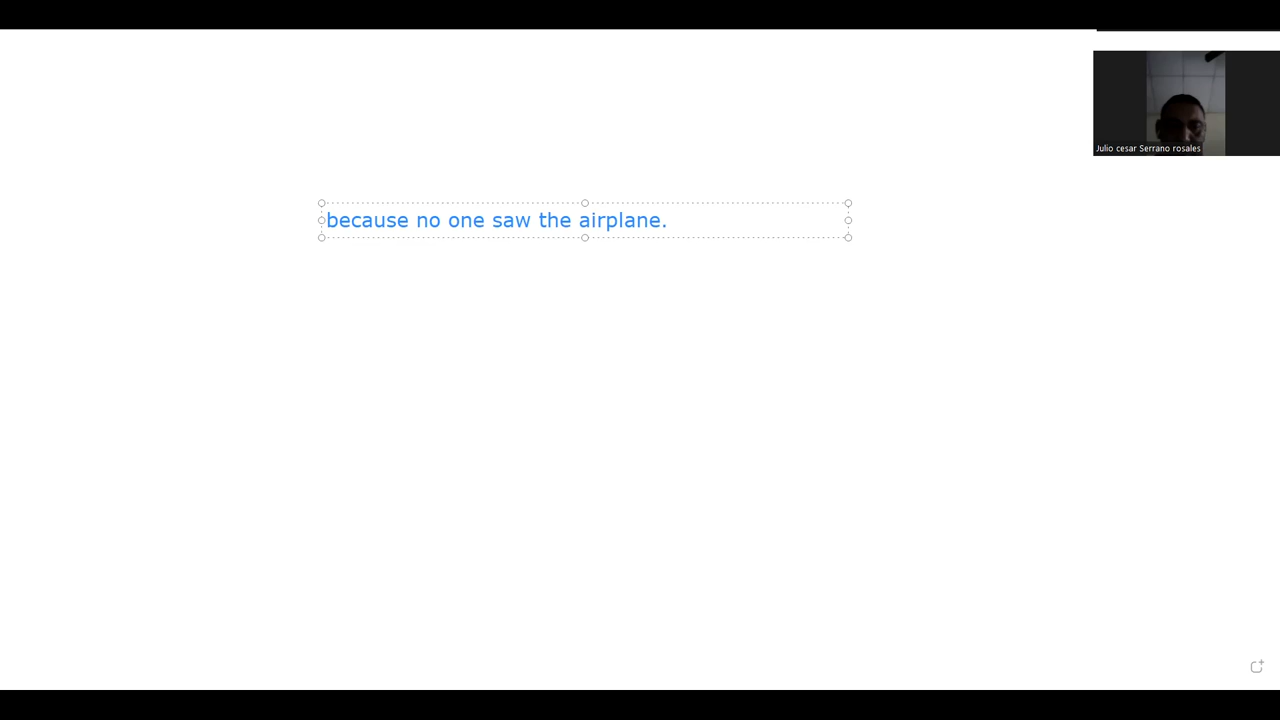 Julio cesar Serrano rosales
because no one saw the airplane.